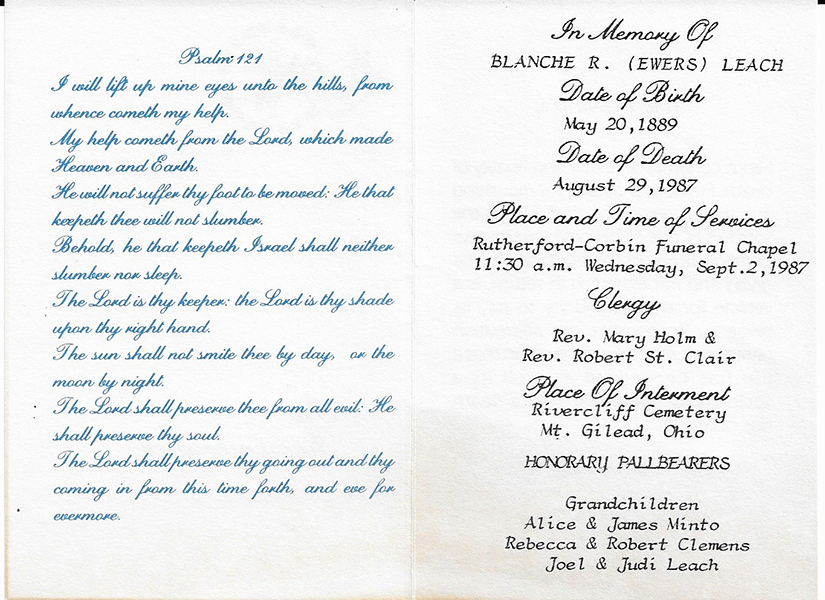 Psalm 121
I will lift up mine eyes unto the hills, from
whence cometh my help.
My help cometh from the Lord, which made
Heaven and Earth.
He will not suffer thy foot to be moved: He that
keepeth thee will not slumber.
Behold, he that keepeth Israel shall neither
slumber nor sleep.
The Lord is thy keeper: the Lord is thy shade
upon thy right hand.
The sun shall not smite thee by day, or the
moon by night.
The Lord shall preserve thee from all evil: He
shall preserve thy soul.
The Lord shall preserve thy going out and thy
coming in from this time forth, and eve for
evermore.
In Memory Of
BLANCHE R. (EWERS) LEACH
Date of Birth
May 20,1889
Date of Death
August 29,1987
Place and Time of Services
Rutherford-Corbin Funeral Chapel
11:30 a.m. Wednesday, Sept.2,1987
Clergy
Rev. Mary Holm &
Rev. Robert St. Clair
Place Of Interment
Rivercliff Cemetery
Mt. Gilead, Ohio
HONORARY PALLBEARERS
Grandchildren
Alice & James Minto
Rebecca & Robert Clemens
Joel & Judi Leach